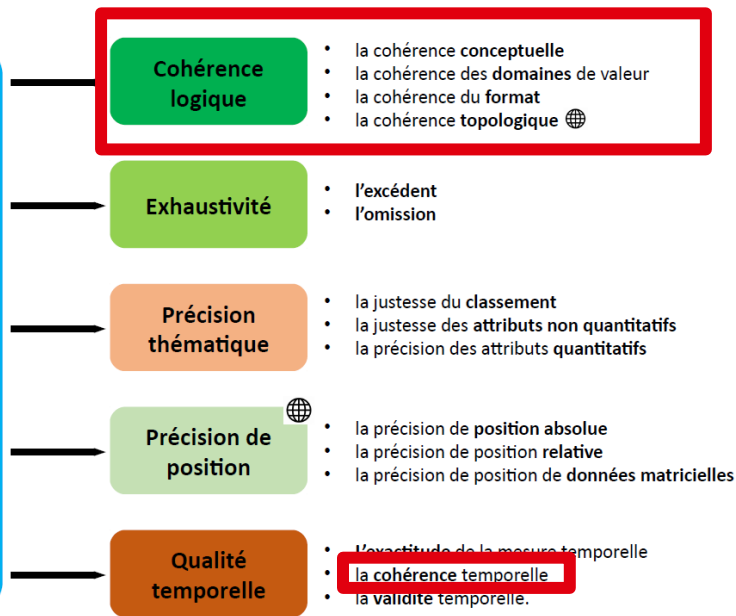 Cohérence
logique
• la cohérence conceptuelle
• la cohérence des domaines de valeur
• la cohérence du format
• la cohérence topologique
Exhaustivité
• l’excédent
• l’omission
Précision
thématique
• la justesse du classement
• la justesse des attributs non quantitatifs
• la précision des attributs quantitatifs
Précision de
position
• la précision de position absolue
• la précision de position relative
• la précision de position de données matricielles
Qualité
temporelle
• l’exactitude de la mesure temporelle
• la cohérence temporelle
• la validité temporelle.